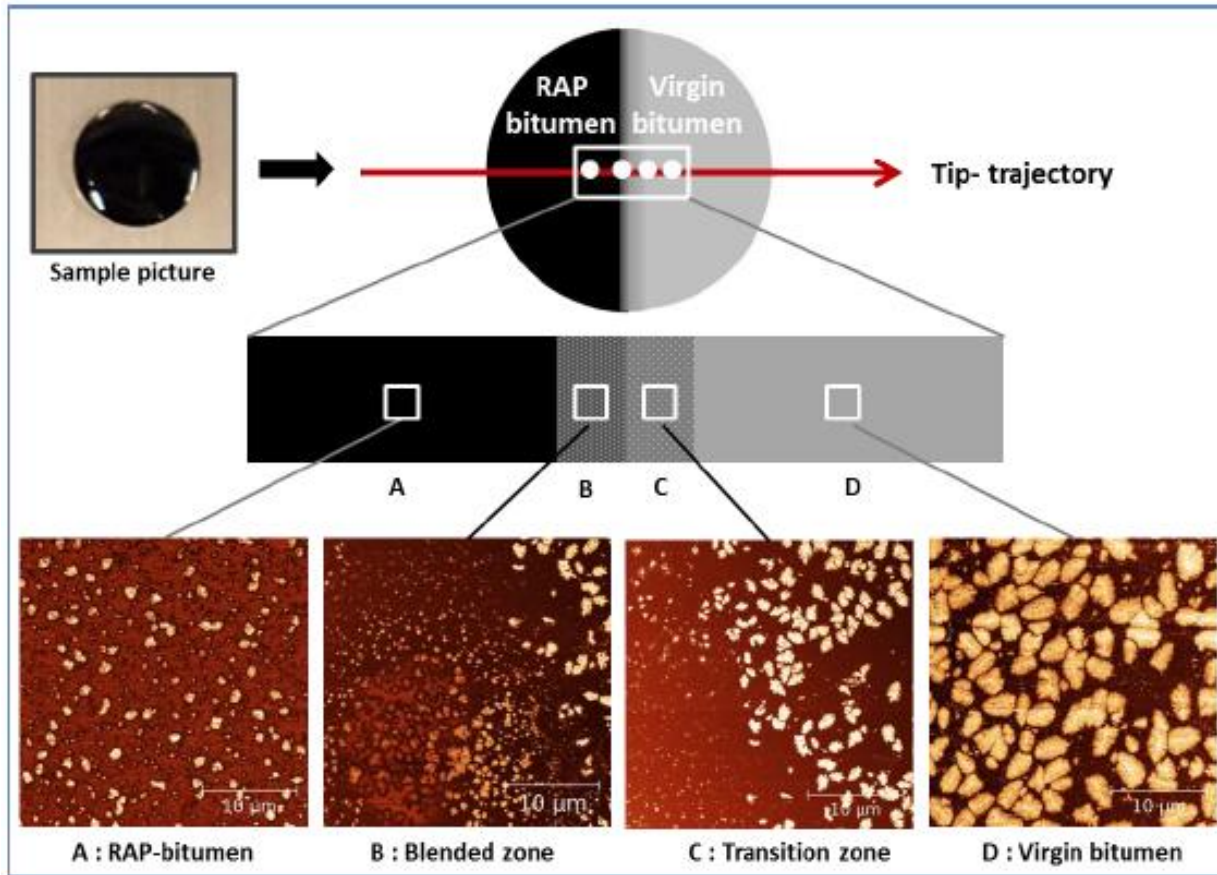 RAP
bitumen
Virgin
bitumen
Tip- trajectory
Sample picture
A
B
C
D
10 µm
10 µm
10 µm
10 µm
A : RAP-bitumen
B : Blended zone
C : Transition zone
D : Virgin bitumen